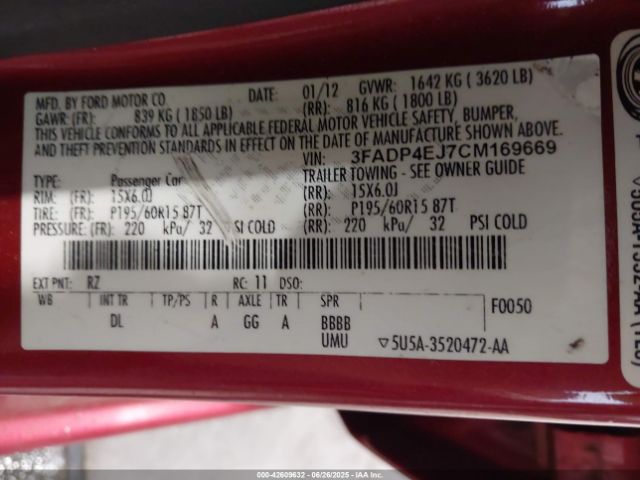 MFD. BY FORD MOTOR CO. DATE: 01/12 GVWR: 1642 KG ( 3620 LB)
GAWR: (FR): 839 KG ( 1850 LB) (RR): 816 KG ( 1800 LB)
THIS VEHICLE CONFORMS TO ALL APPLICABLE FEDERAL MOTOR VEHICLE SAFETY, BUMPER,
AND THEFT PREVENTION STANDARDS IN EFFECT ON THE DATE OF MANUFACTURE SHOWN ABOVE.
VIN: 3FADP4EJ7CM169669
TYPE: Passenger Car TRAILER TOWING - SEE OWNER GUIDE
RIM: (FR): 15X6.0J (RR): 15X6.0J
TIRE: (FR): P195/60R15 87T (RR): P195/60R15 87T
PRESSURE: (FR): 220 kPa/ 32 PSI COLD (RR): 220 kPa/ 32 PSI COLD
EXT PNT: RZ RC: 11 DSO:
WB INT TR TP/PS R AXLE TR SPR F0050
DL A GG A BBBB
UMU ▽5U5A-3520472-AA
000-42609632 - 06/26/2025 - IAAI.com